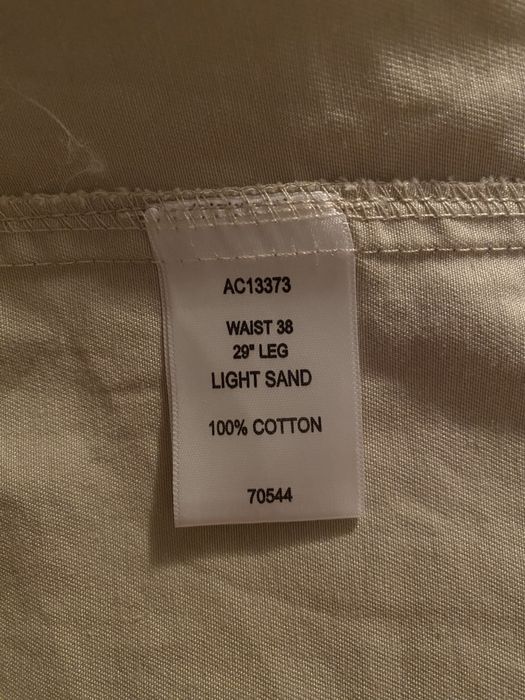 AC13373
WAIST 38
29" LEG
LIGHT SAND
100% COTTON
70544